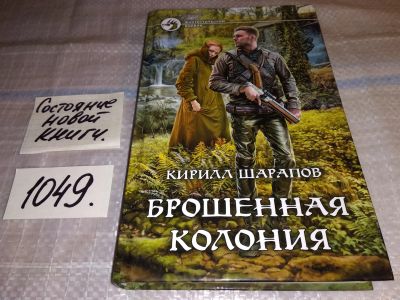 Состояние
новой
книги.
1049.
КИРИЛЛ ШАРАПОВ
БРОШЕННАЯ
КОЛОНИЯ